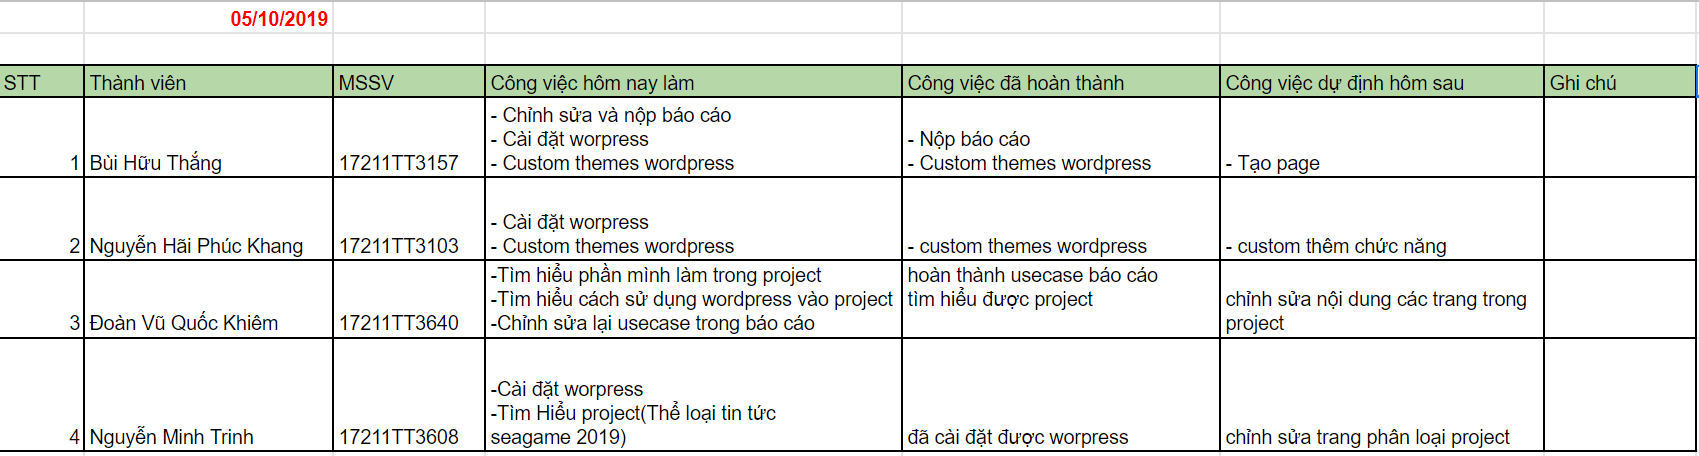 05/10/2019
STT Thành viên MSSV Công việc hôm nay làm Công việc đã hoàn thành Công việc dự định hôm sau Ghi chú
1 Bùi Hữu Thắng 17211TT3157
- Chỉnh sửa và nộp báo cáo
- Cài đặt worpress
- Custom themes wordpress
- Nộp báo cáo
- Custom themes wordpress
- Tạo page
2 Nguyễn Hãi Phúc Khang 17211TT3103
- Cài đặt worpress
- Custom themes wordpress
- custom themes wordpress
- custom thêm chức năng
3 Đoàn Vũ Quốc Khiêm 17211TT3640
-Tìm hiểu phần mình làm trong project
-Tìm hiểu cách sử dụng wordpress vào project
-Chỉnh sửa lại usecase trong báo cáo
hoàn thành usecase báo cáo
tìm hiểu được project
chỉnh sửa nội dung các trang trong
project
4 Nguyễn Minh Trinh 17211TT3608
-Cài đặt worpress
-Tìm Hiểu project(Thể loại tin tức
seagame 2019)
đã cài đặt được worpress
chỉnh sửa trang phân loại project